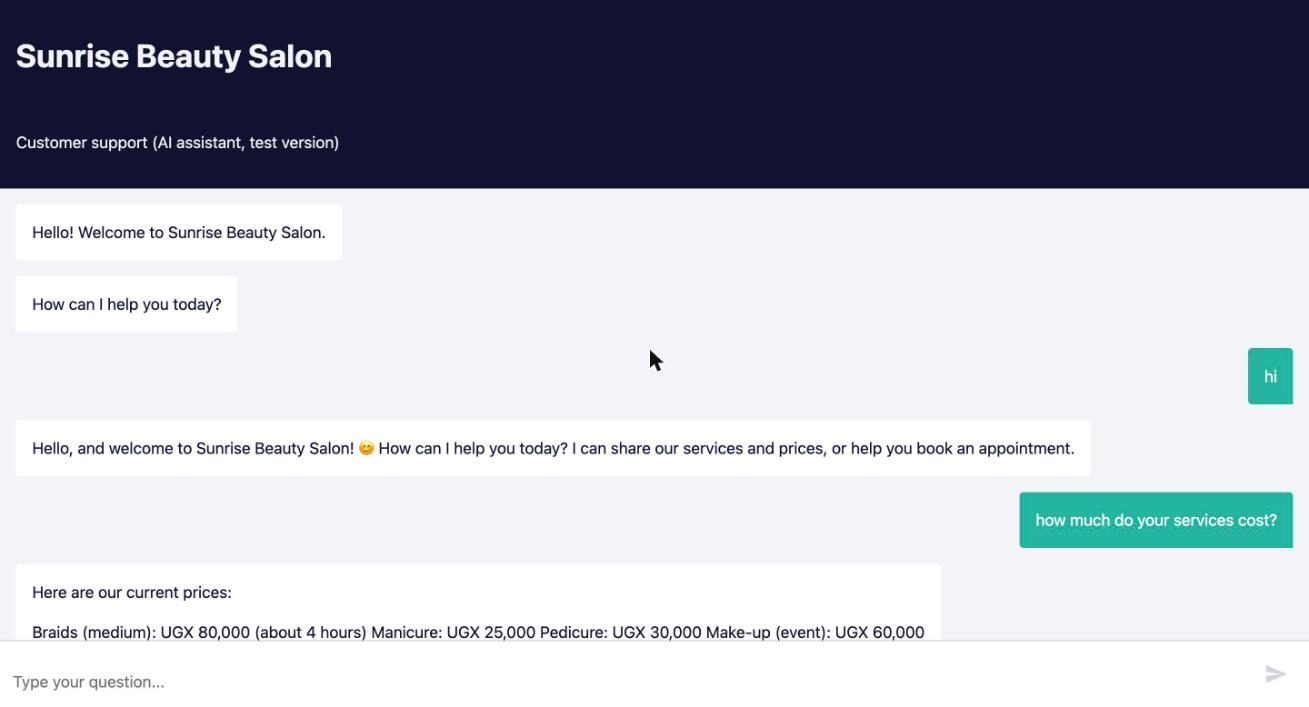 Sunrise Beauty Salon
Customer support (AI assistant, test version)
Hello! Welcome to Sunrise Beauty Salon.
How can I help you today?
hi
Hello, and welcome to Sunrise Beauty Salon! 😊 How can I help you today? I can share our services and prices, or help you book an appointment.
how much do your services cost?
Here are our current prices:
Braids (medium): UGX 80,000 (about 4 hours) Manicure: UGX 25,000 Pedicure: UGX 30,000 Make-up (event): UGX 60,000
Type your question...